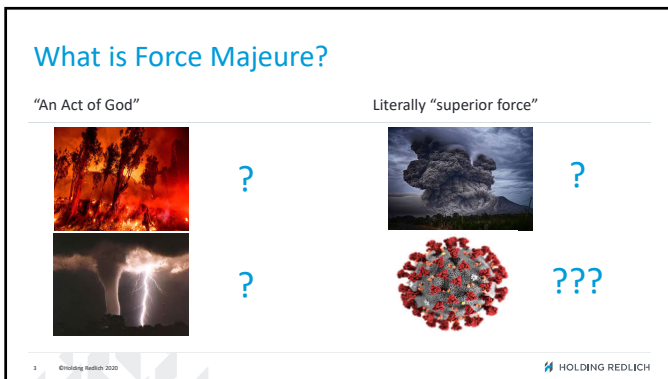 What is Force Majeure?
“An Act of God”
Literally “superior force”
?
?
?
???
3 ©Holding Redlich 2020
HOLDING REDLICH